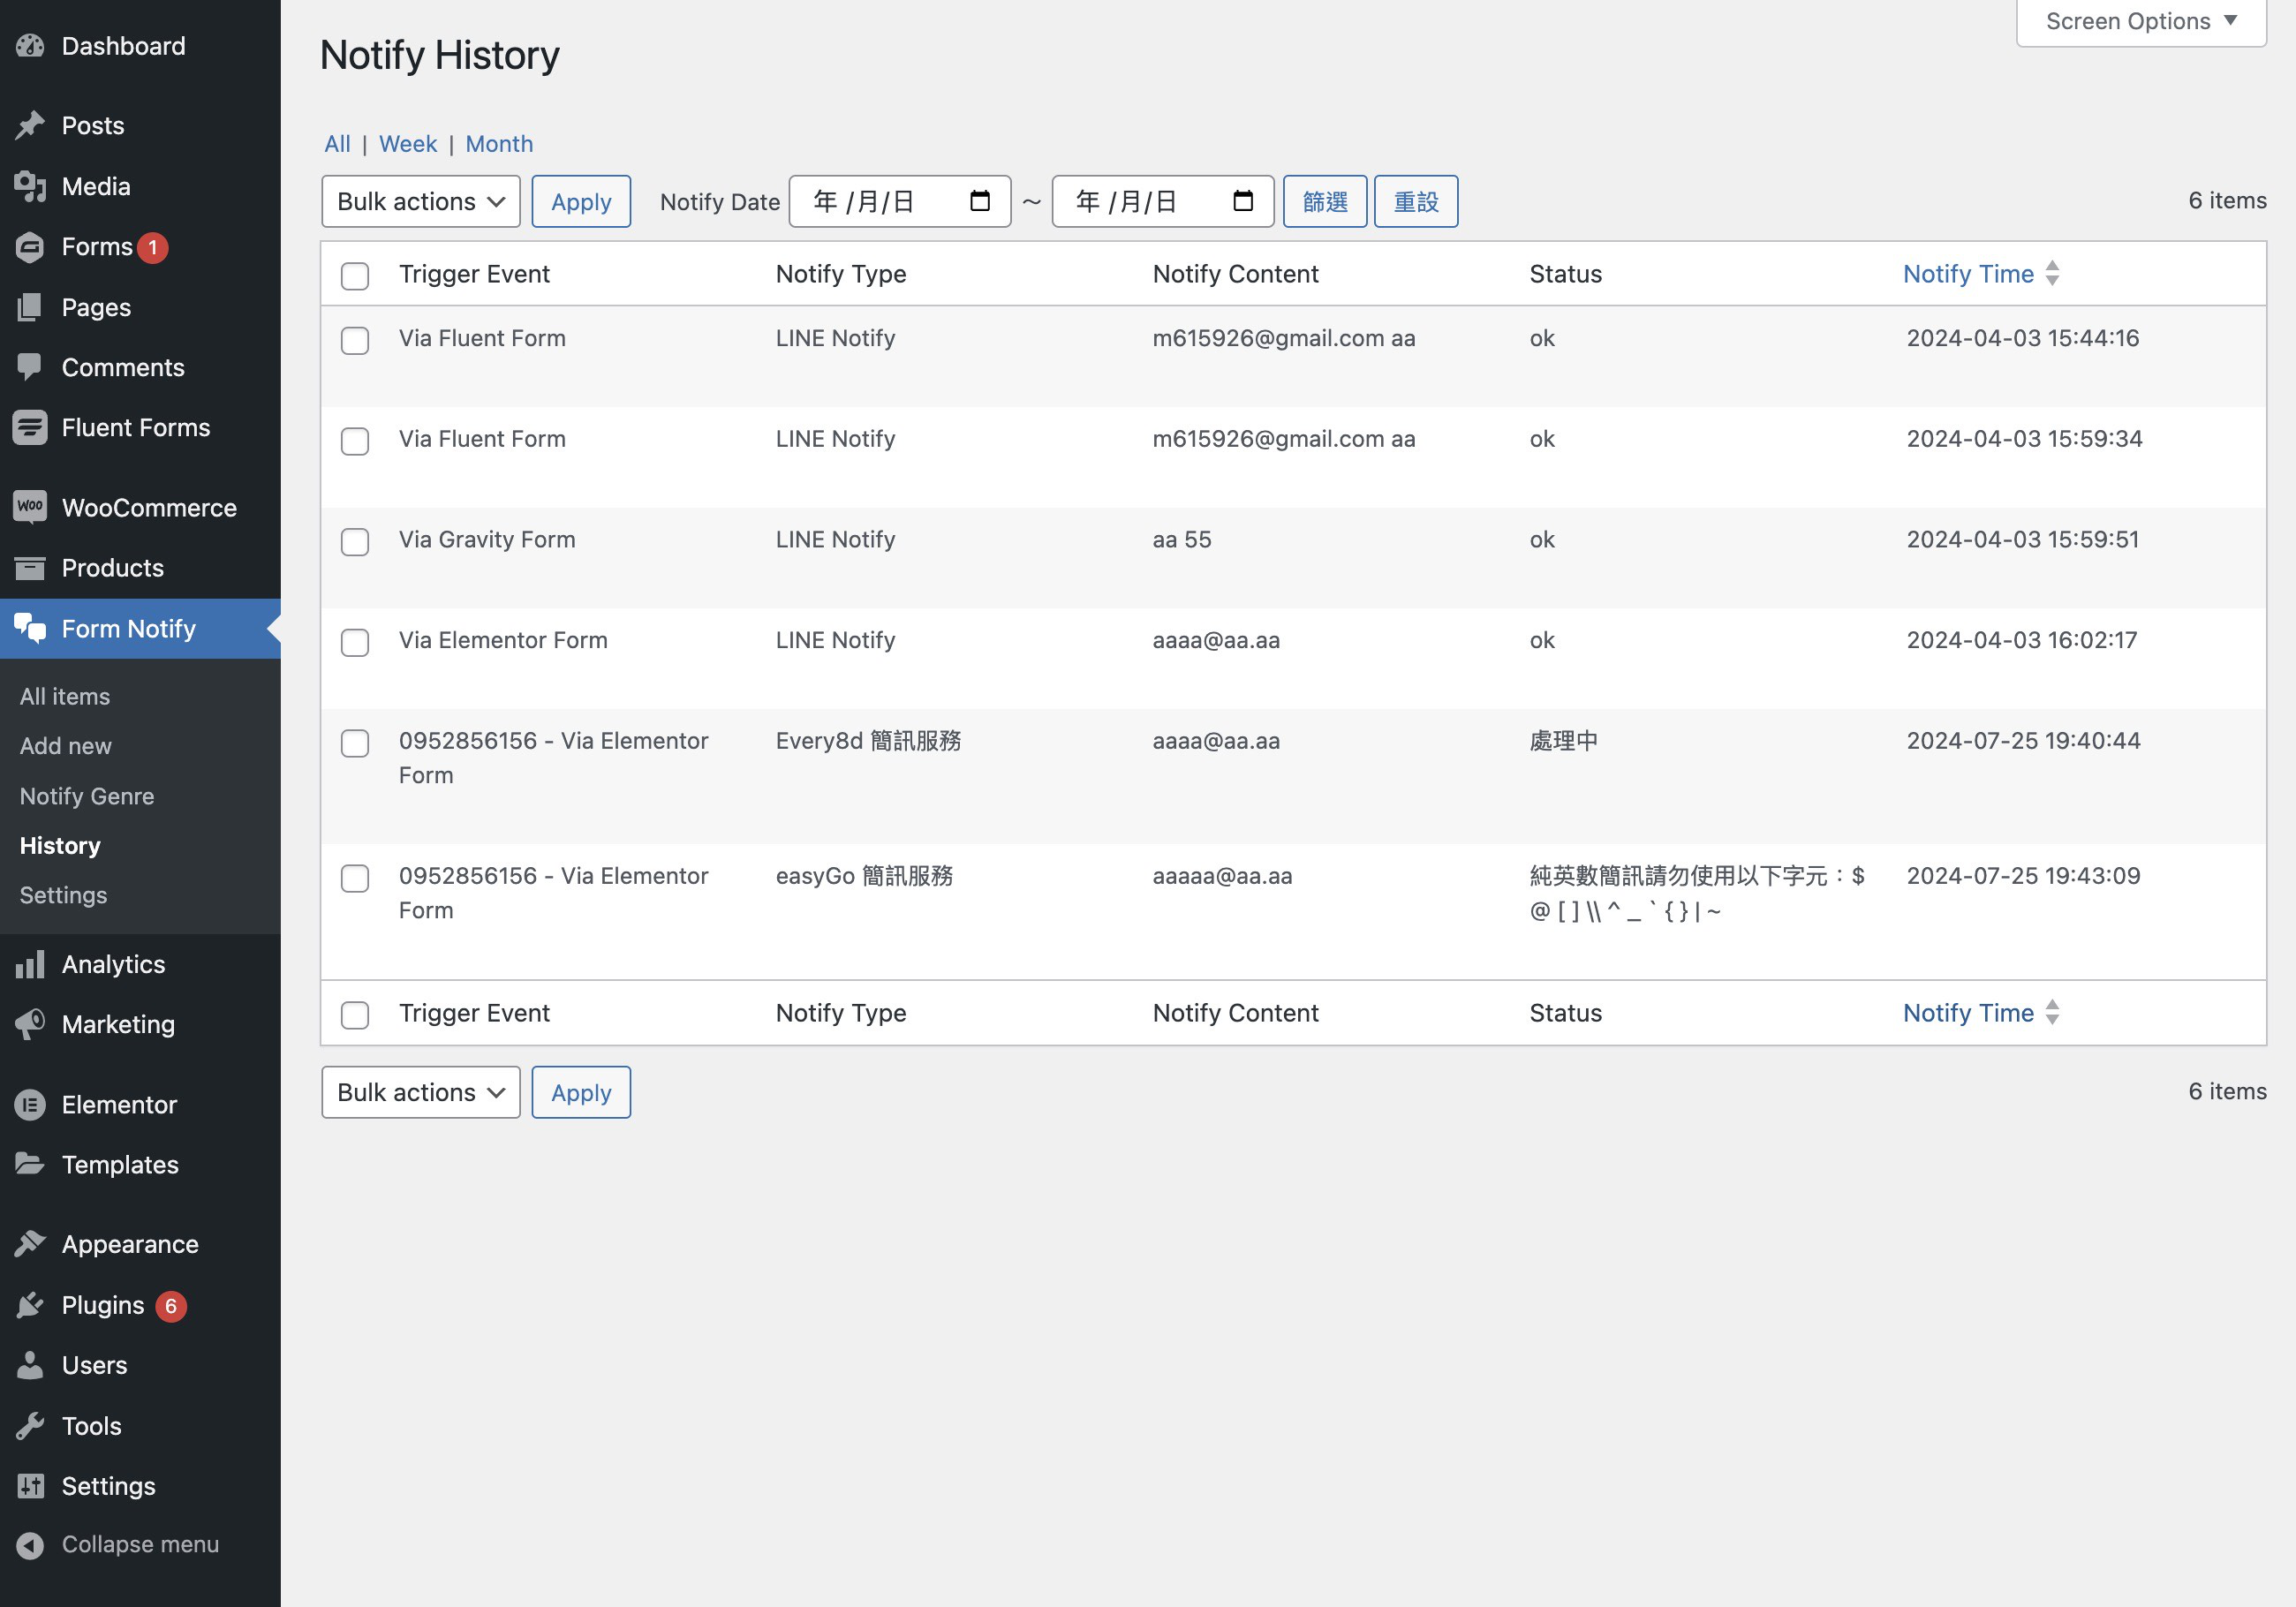 Dashboard
Posts
Media
Forms 1
Pages
Comments
Fluent Forms
WooCommerce
Products
Form Notify
All items
Add new
Notify Genre
History
Settings
Analytics
Marketing
Elementor
Templates
Appearance
Plugins 6
Users
Tools
Settings
Collapse menu
Screen Options
Notify History
All | Week | Month
Bulk actions Apply Notify Date 年 /月/日 ~ 年 /月/日 篩選 重設 6 items
Trigger Event Notify Type Notify Content Status Notify Time
Via Fluent Form LINE Notify m615926@gmail.com aa ok 2024-04-03 15:44:16
Via Fluent Form LINE Notify m615926@gmail.com aa ok 2024-04-03 15:59:34
Via Gravity Form LINE Notify aa 55 ok 2024-04-03 15:59:51
Via Elementor Form LINE Notify aaaa@aa.aa ok 2024-04-03 16:02:17
0952856156 - Via Elementor Every8d 簡訊服務 aaaa@aa.aa 處理中 2024-07-25 19:40:44
Form
0952856156 - Via Elementor easyGo 簡訊服務 aaaaa@aa.aa 純英數簡訊請勿使用以下字元：$ 2024-07-25 19:43:09
Form @ [ ] \\ ^ _ ` { } | ~
Trigger Event Notify Type Notify Content Status Notify Time
Bulk actions Apply 6 items